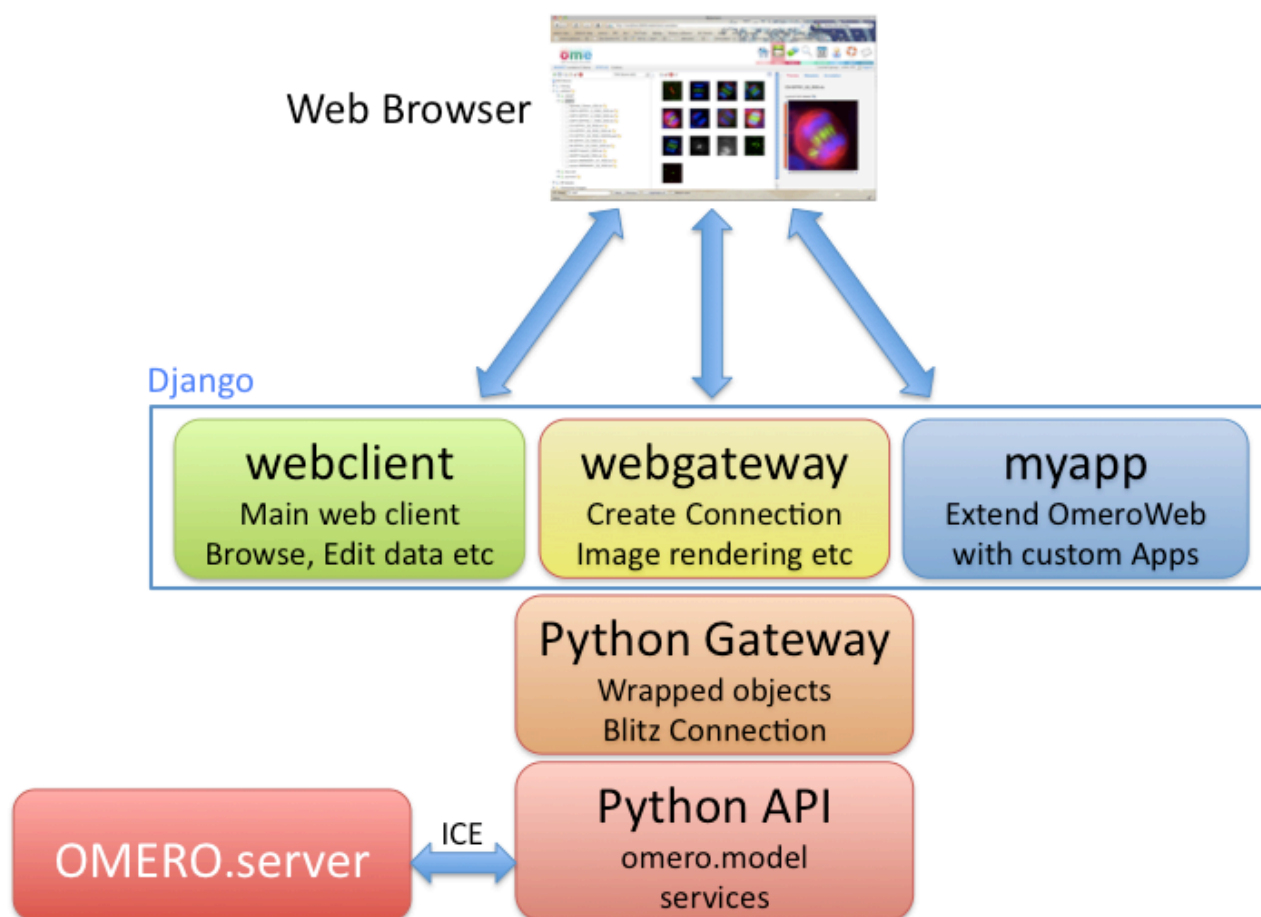 ome
Web Browser
Django
webclient
Main web client
Browse, Edit data etc
webgateway
Create Connection
Image rendering etc
myapp
Extend OmeroWeb
with custom Apps
Python Gateway
Wrapped objects
Blitz Connection
Python API
omero.model
services
ICE
OMERO.server